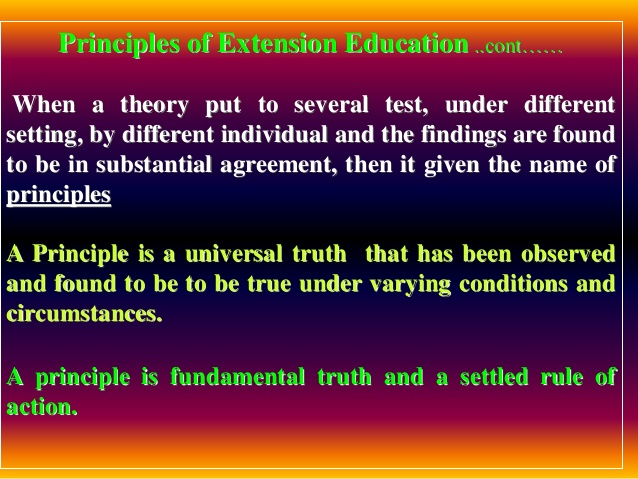 Principles of Extension Education ..cont……
When a theory put to several test, under different
setting, by different individual and the findings are found
to be in substantial agreement, then it given the name of
principles
A Principle is a universal truth that has been observed
and found to be to be true under varying conditions and
circumstances.
A principle is fundamental truth and a settled rule of
action.